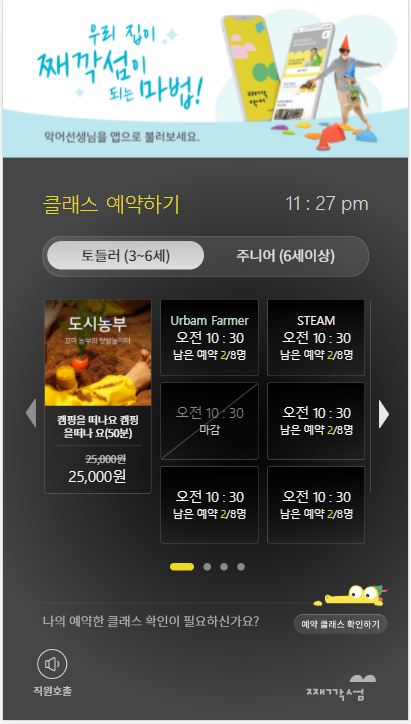 우리 집이
째깍섬이
되는 마법!
째깍
악어
악어선생님을 앱으로 불러보세요.
클래스 예약하기
11 : 27 pm
토들러 (3~6세)
주니어 (6세이상)
도시농부
꼬마 농부의 텃밭놀이터
캠핑을 떠나요 캠핑
을떠나 요(50분)
25,000원
25,000원
Urbam Farmer
오전 10 : 30
남은 예약 2/8명
STEAM
오전 10 : 30
남은 예약 2/8명
오전 10 : 30
마감
오전 10 : 30
남은 예약 2/8명
오전 10 : 30
남은 예약 2/8명
오전 10 : 30
남은 예약 2/8명
나의 예약한 클래스 확인이 필요하신가요?
예약 클래스 확인하기
직원호출
째깍섬